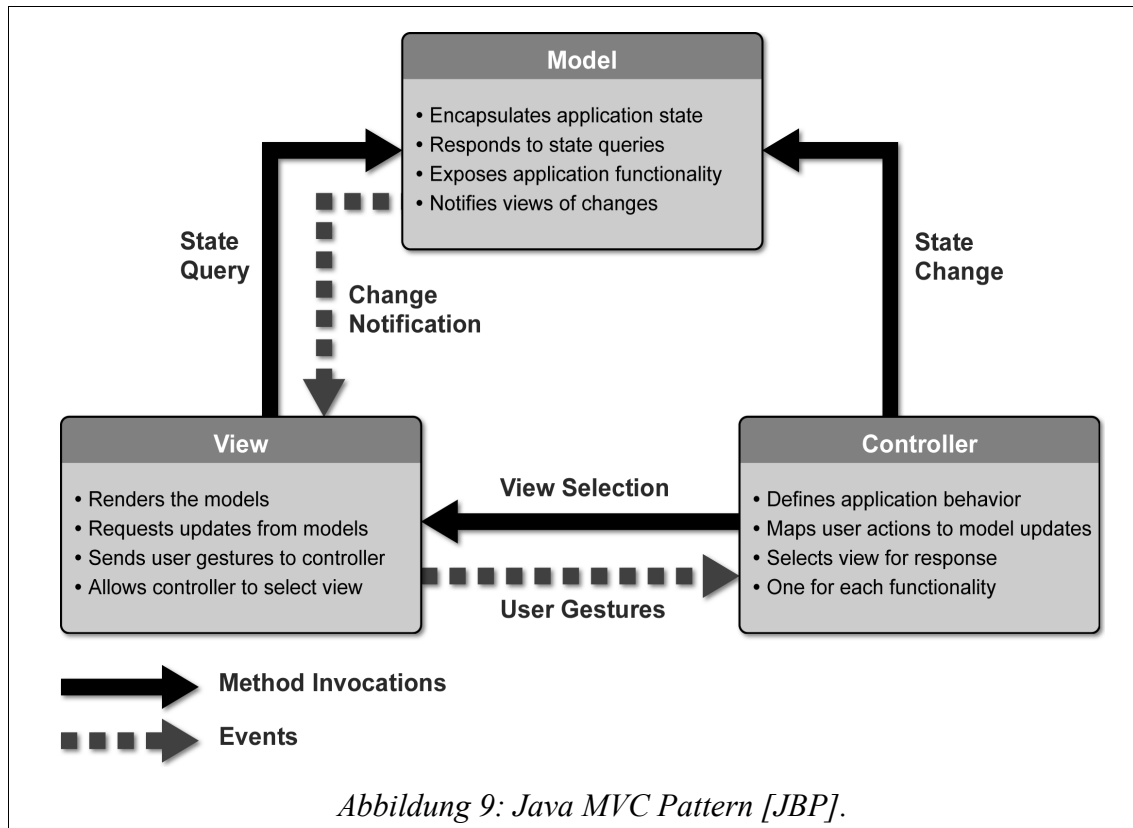 Model
• Encapsulates application state
• Responds to state queries
• Exposes application functionality
• Notifies views of changes
State
Query
Change
Notification
State
Change
View
• Renders the models
• Requests updates from models
• Sends user gestures to controller
• Allows controller to select view
View Selection
User Gestures
Controller
• Defines application behavior
• Maps user actions to model updates
• Selects view for response
• One for each functionality
Method Invocations
Events
Abbildung 9: Java MVC Pattern [JBP].